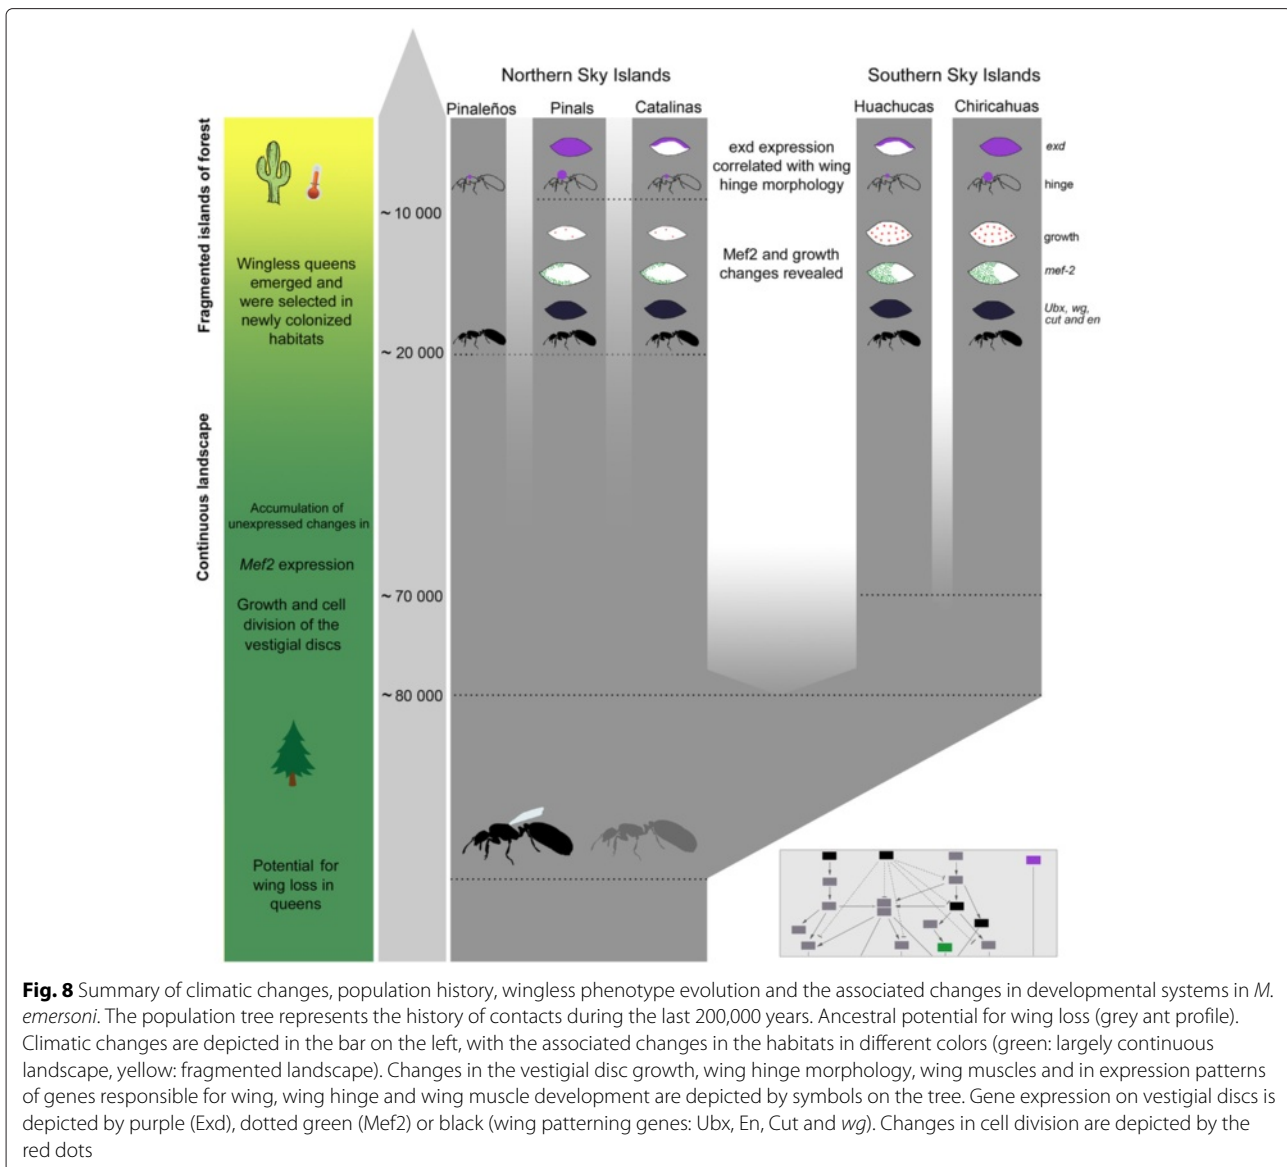 Northern Sky Islands
Southern Sky Islands
Pinaleños
Pinals
Catalinas
Huachucas
Chiricahuas
Fragmented islands of forest
Continuous landscape
Wingless queens
emerged and
were selected in
newly colonized
habitats
Accumulation of
unexpressed changes in
Mef2 expression
Growth and cell
division of the
vestigial discs
Potential for
wing loss in
queens
~ 10 000
~ 20 000
~ 70 000
~ 80 000
exd expression
correlated with wing
hinge morphology
Mef2 and growth
changes revealed
exd
hinge
growth
mef-2
Ubx, wg,
cut and en
Fig. 8 Summary of climatic changes, population history, wingless phenotype evolution and the associated changes in developmental systems in M.
emersoni. The population tree represents the history of contacts during the last 200,000 years. Ancestral potential for wing loss (grey ant profile).
Climatic changes are depicted in the bar on the left, with the associated changes in the habitats in different colors (green: largely continuous
landscape, yellow: fragmented landscape). Changes in the vestigial disc growth, wing hinge morphology, wing muscles and in expression patterns
of genes responsible for wing, wing hinge and wing muscle development are depicted by symbols on the tree. Gene expression on vestigial discs is
depicted by purple (Exd), dotted green (Mef2) or black (wing patterning genes: Ubx, En, Cut and wg). Changes in cell division are depicted by the
red dots